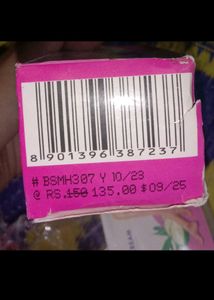 8 901396 387237
# BSMH307 Y 10/23
@ RS.150 135.00 $09/25